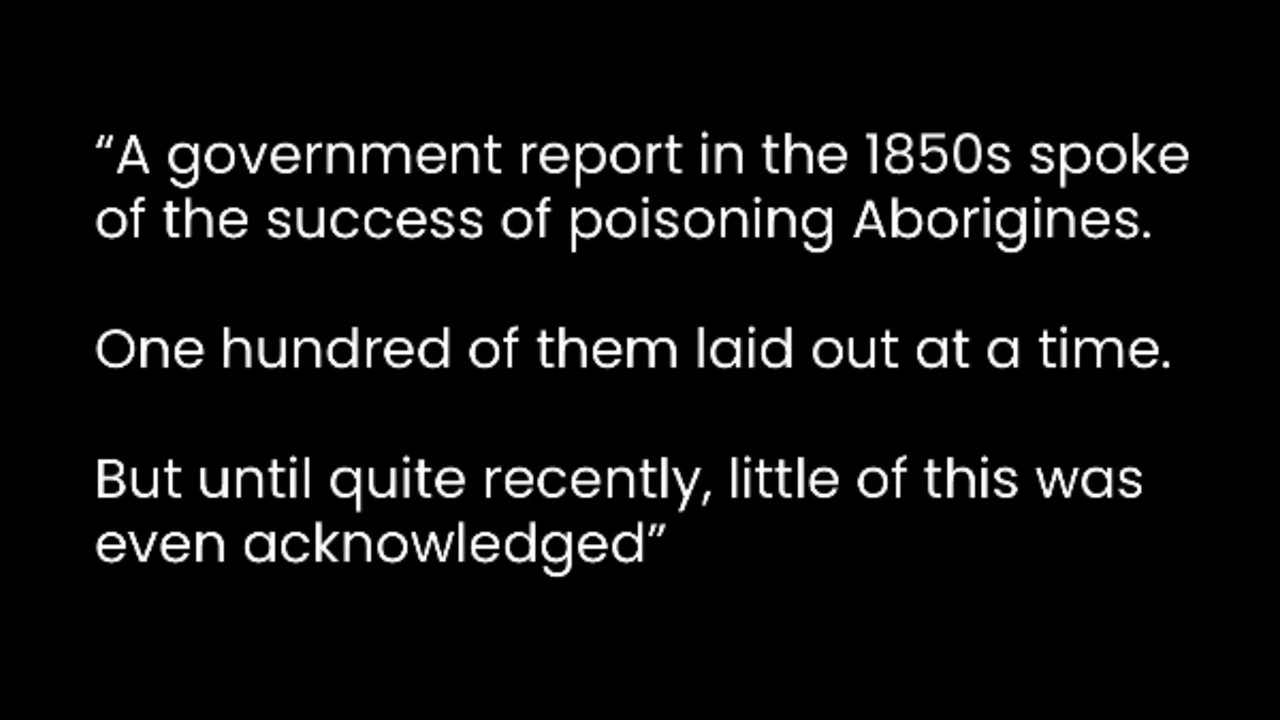 “A government report in the 1850s spoke
of the success of poisoning Aborigines.
One hundred of them laid out at a time.
But until quite recently, little of this was
even acknowledged”